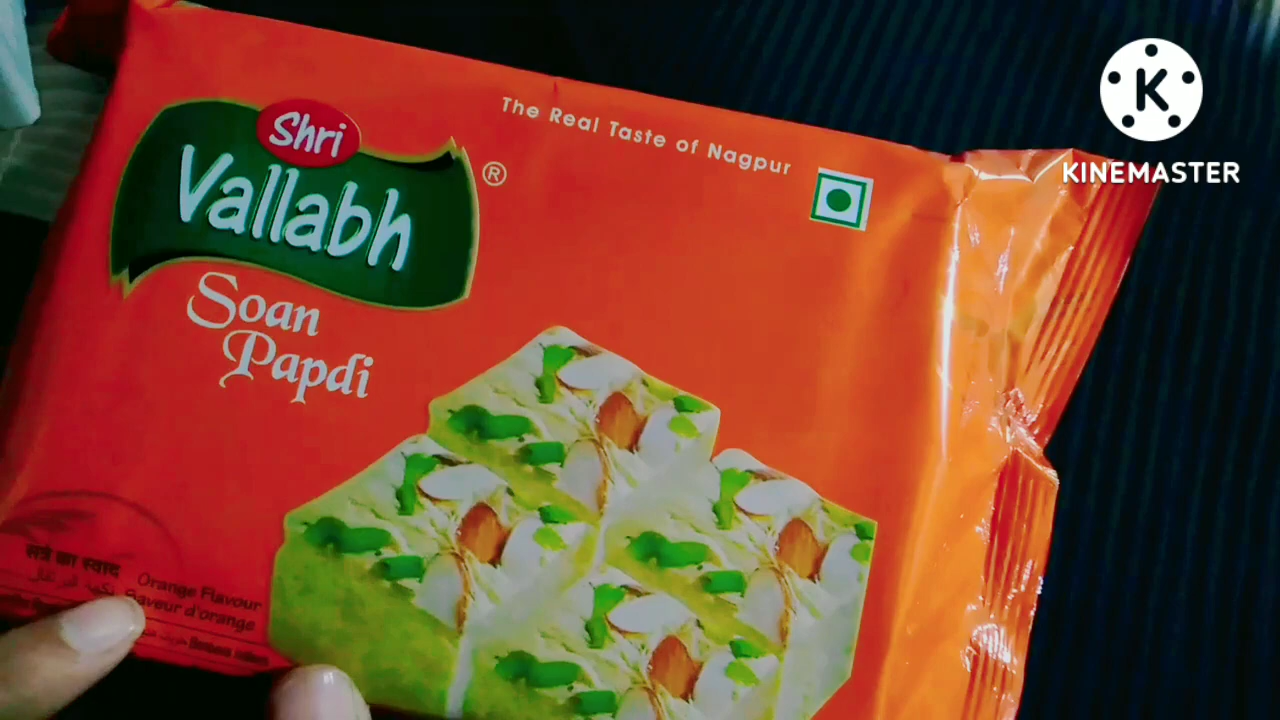 The Real Taste of Nagpur
Shri
Vallabh ®
Soan
Papdi
संत्रे का स्वाद
Orange Flavour
Saveur d'orange
K
KINEMASTER